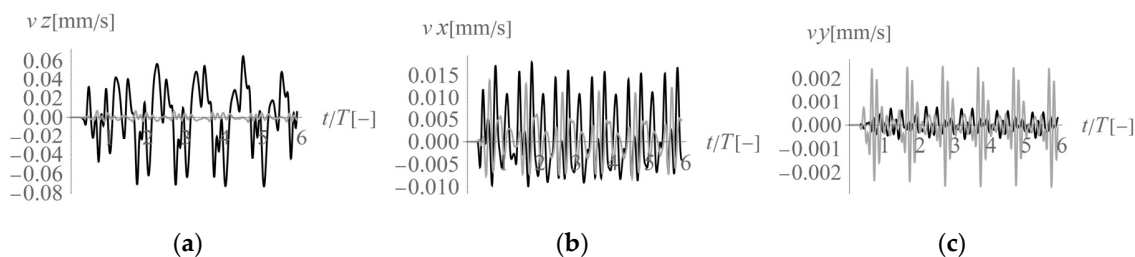 v z[mm/s]
0.06
0.04
0.02
0.00
−0.02
−0.04
−0.06
−0.08
1 2 3 4 5 6
t/T[−]
(a)
v x[mm/s]
0.015
0.010
0.005
0.000
−0.005
−0.010
2 3 4 5 6
t/T[−]
(b)
v y[mm/s]
0.002
0.001
0.000
−0.001
−0.002
1 2 3 4 5 6
t/T[−]
(c)